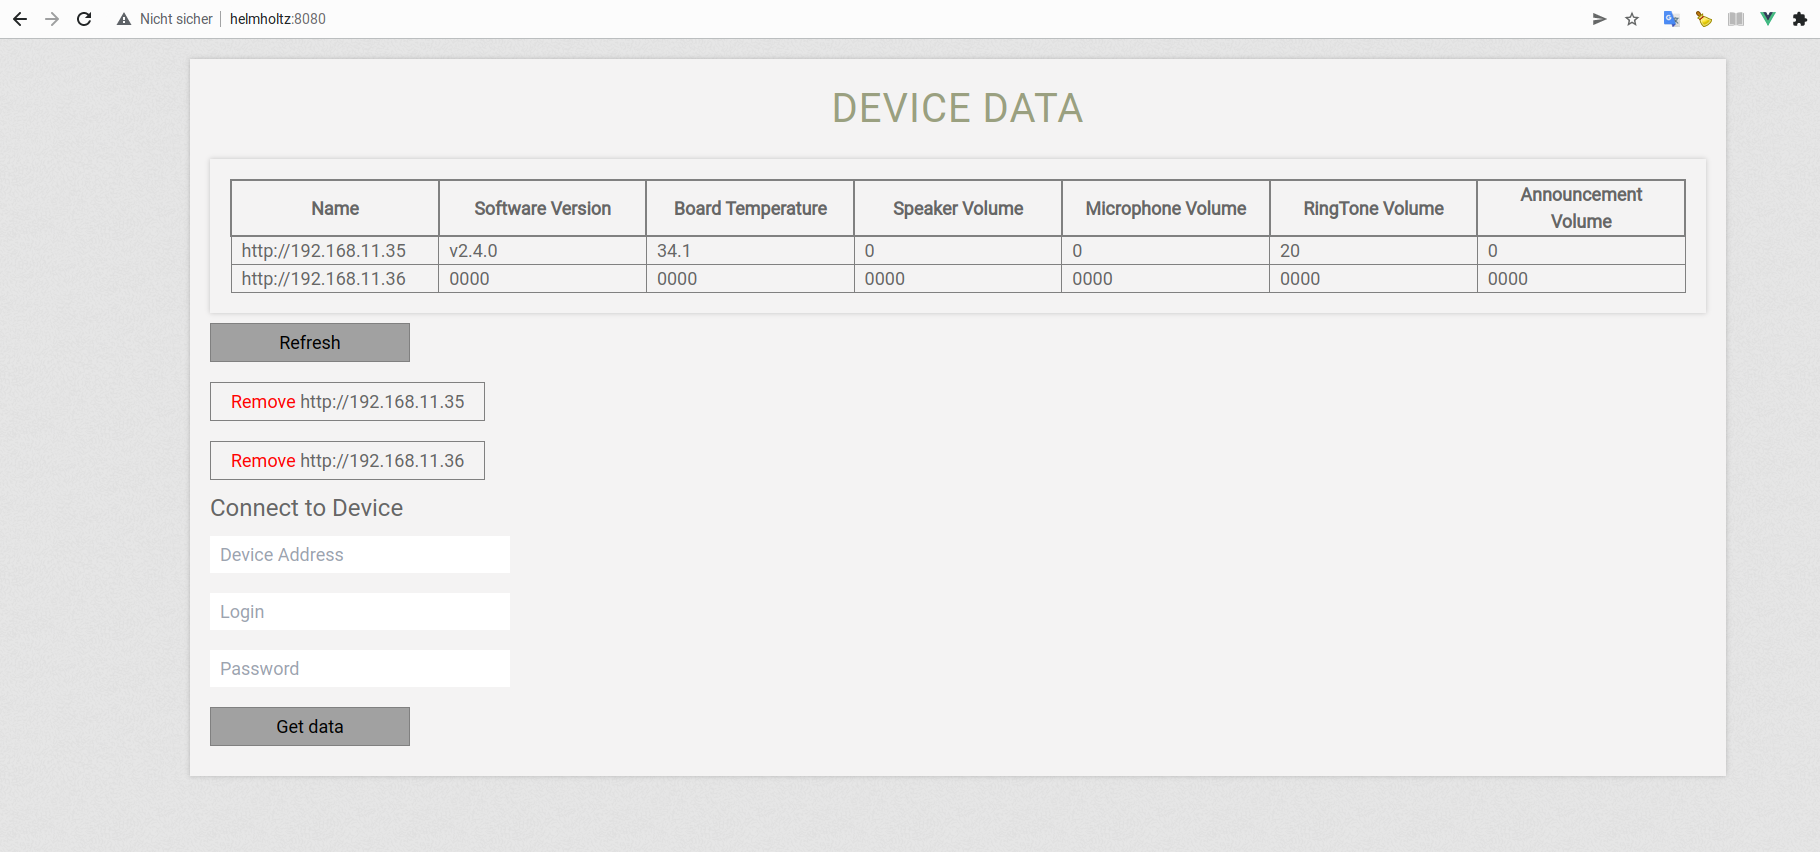 Nicht sicher helmholtz:8080
DEVICE DATA
Name Software Version Board Temperature Speaker Volume Microphone Volume RingTone Volume Announcement Volume
http://192.168.11.35 v2.4.0 34.1 0 0 20 0
http://192.168.11.36 0000 0000 0000 0000 0000 0000
Refresh
Remove http://192.168.11.35
Remove http://192.168.11.36
Connect to Device
Device Address
Login
Password
Get data